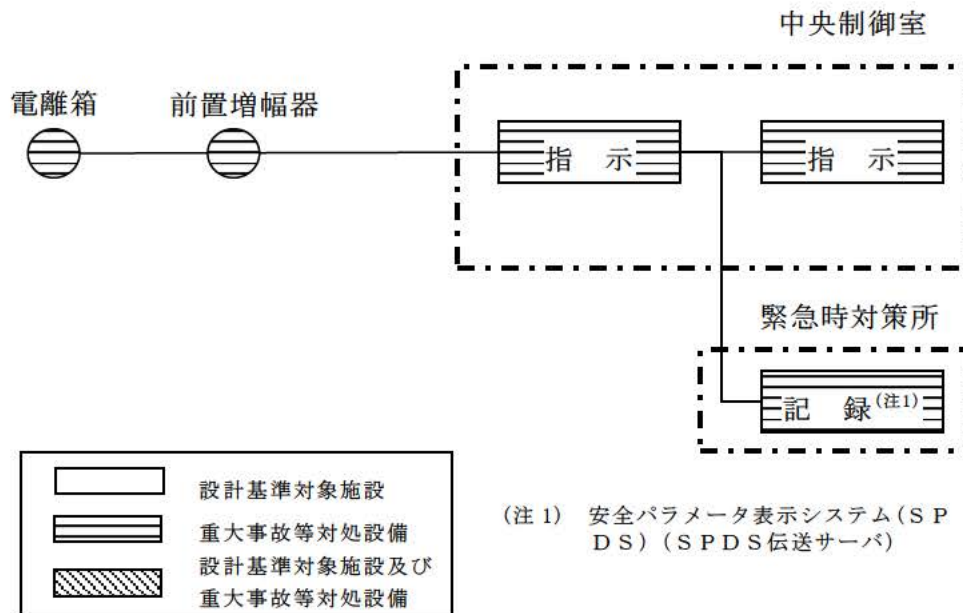 中央制御室
電離箱
前置増幅器
指 示
指 示
緊急時対策所
記 録(注1)
設計基準対象施設
重大事故等対処設備
設計基準対象施設及び
重大事故等対処設備
(注1) 安全パラメータ表示システム(SP
DS)(SPDS伝送サーバ)